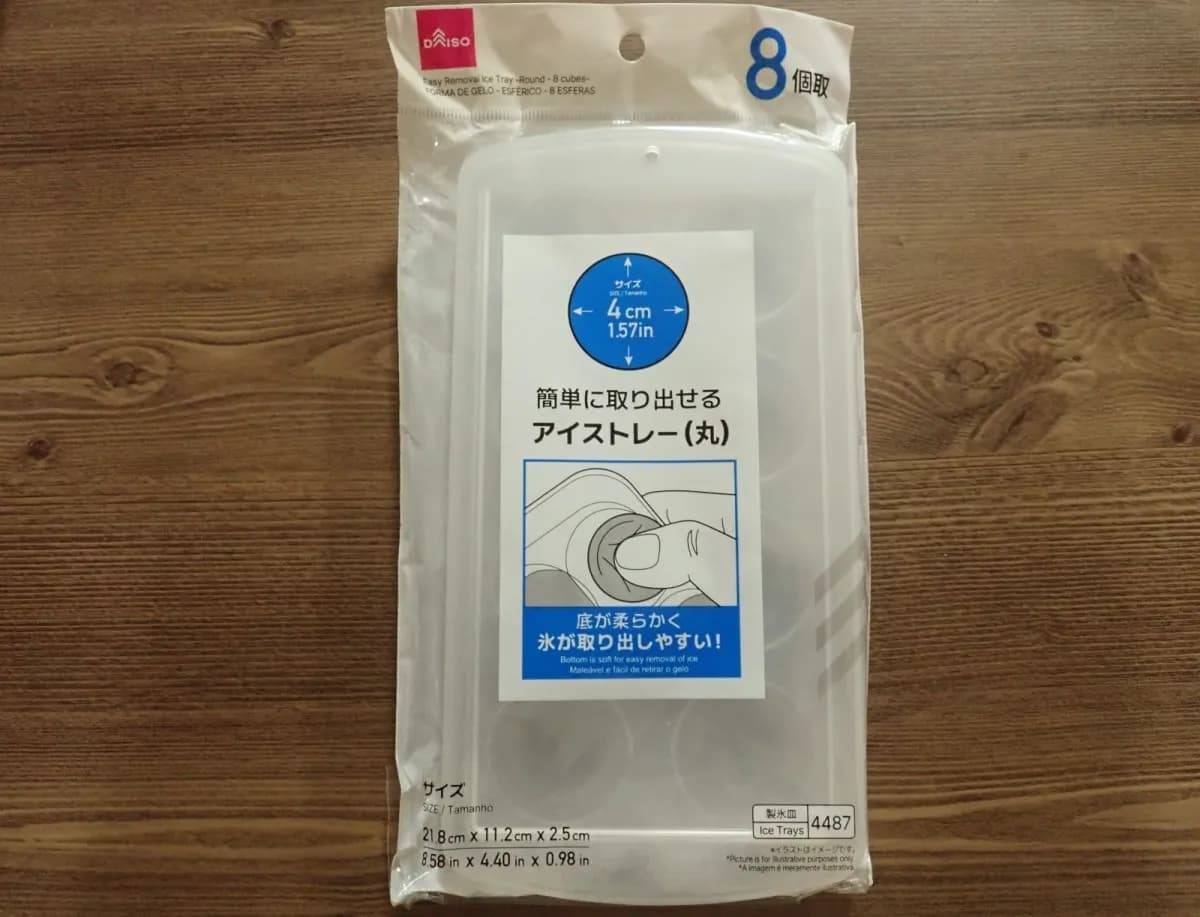 DAISO
Easy Removal Ice Tray -Round - 8 cubes-
FORMA DE GELO - ESFÉRICO - 8 ESFERAS
8個取
サイズ
SIZE / Tamanho
4 cm
1.57in
簡単に取り出せる
アイストレー(丸)
底が柔らかく
氷が取り出しやすい!
Bottom is soft for easy removal of ice
Maleável e fácil de retirar o gelo
サイズ
SIZE / Tamanho
21.8cm x 11.2cm x 2.5cm
8.58 in x 4.40 in x 0.98 in
製氷皿
Ice Trays
4487
*イラストはイメージです。
*Picture is for illustrative purposes only.
*A imagem é meramente ilustrativa.